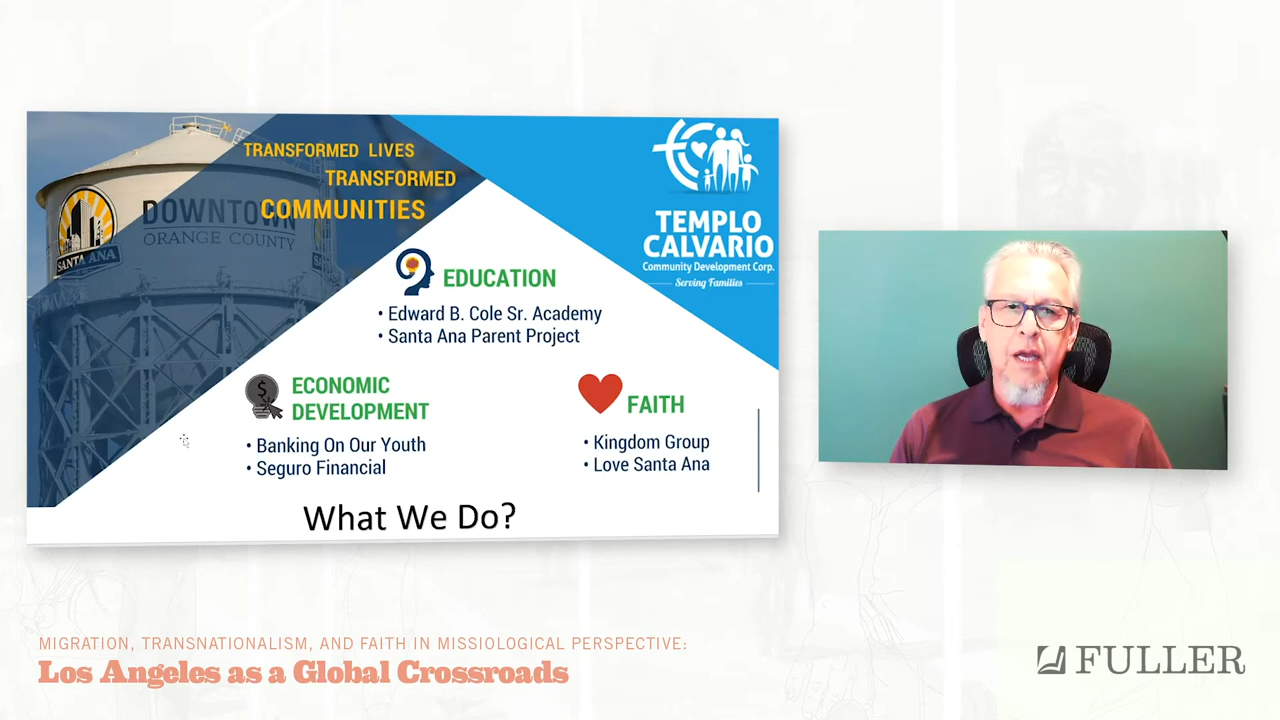 TRANSFORMED LIVES
TRANSFORMED
COMMUNITIES
DOWNTOWN
ORANGE COUNTY
SANTA ANA
TEMPLO
CALVARIO
Community Development Corp.
Serving Families
EDUCATION
• Edward B. Cole Sr. Academy
• Santa Ana Parent Project
$
ECONOMIC
DEVELOPMENT
• Banking On Our Youth
• Seguro Financial
FAITH
• Kingdom Group
• Love Santa Ana
What We Do?
MIGRATION, TRANSNATIONALISM, AND FAITH IN MISSIOLOGICAL PERSPECTIVE:
Los Angeles as a Global Crossroads
FULLER